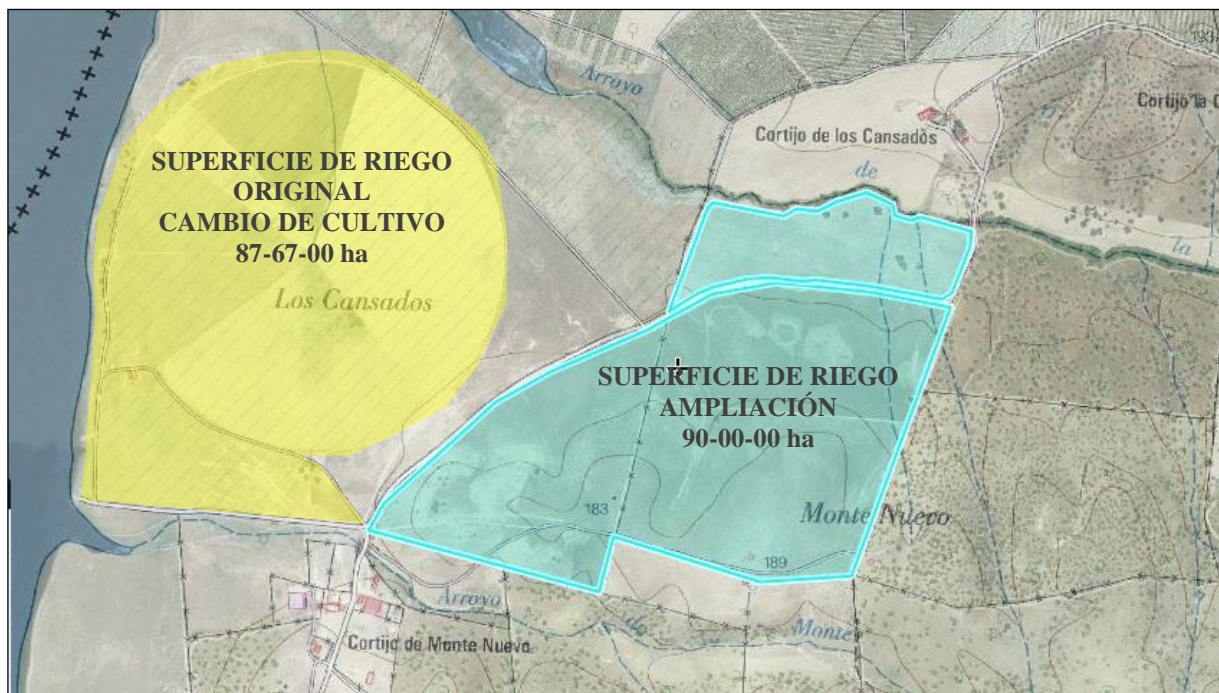 Arroyo
193
Cortijo la C
Cortijo de los Cansados
SUPERFICIE DE RIEGO
ORIGINAL
CAMBIO DE CULTIVO
87-67-00 ha
de
la
Los Cansados
SUPERFICIE DE RIEGO
AMPLIACIÓN
90-00-00 ha
183
Monte Nuevo
189
Arroyo
de
Monte
Cortijo de Monte Nuevo